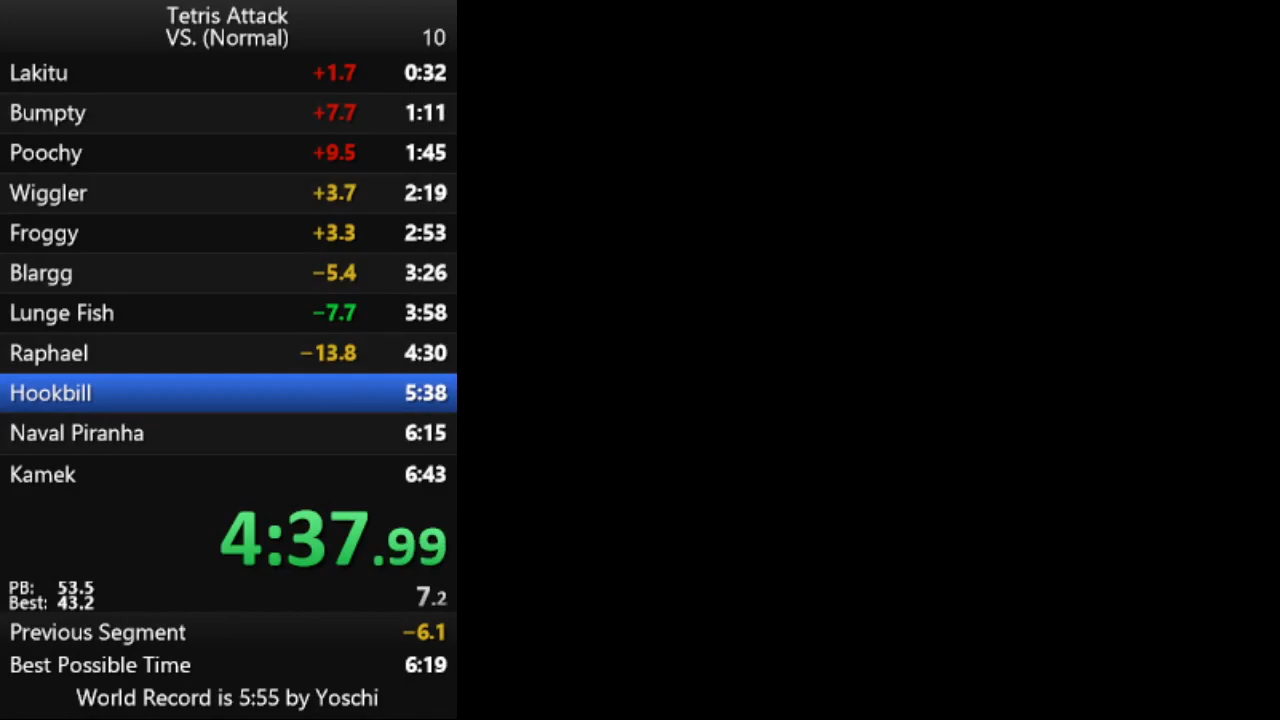 Tetris Attack
VS. (Normal) 10
Lakitu +1.7 0:32
Bumpty +7.7 1:11
Poochy +9.5 1:45
Wiggler +3.7 2:19
Froggy +3.3 2:53
Blargg −5.4 3:26
Lunge Fish −7.7 3:58
Raphael −13.8 4:30
Hookbill 5:38
Naval Piranha 6:15
Kamek 6:43
4:37.99
PB: 53.5
Best: 43.2 7.2
Previous Segment −6.1
Best Possible Time 6:19
World Record is 5:55 by Yoschi